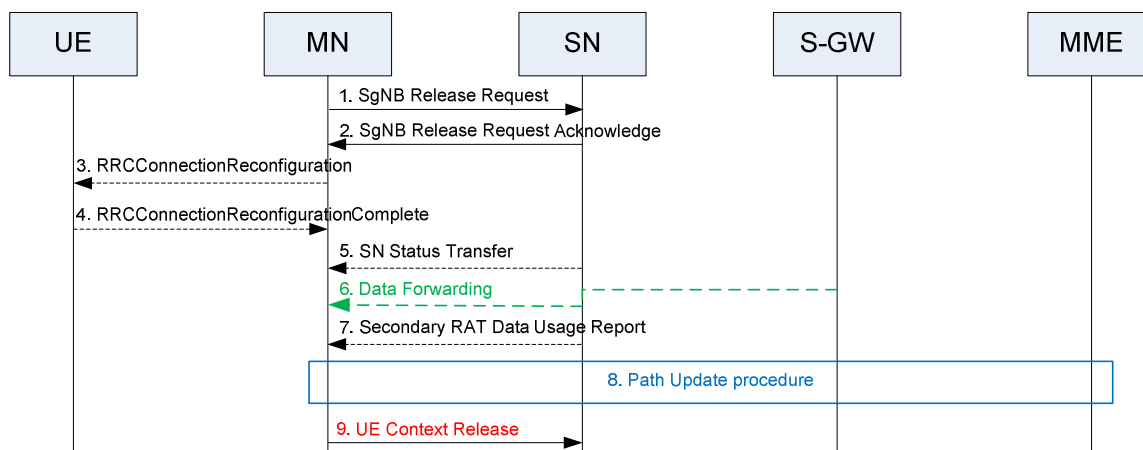 UE
MN
SN
S-GW
MME
1. SgNB Release Request
2. SgNB Release Request Acknowledge
3. RRCConnectionReconfiguration
4. RRCConnectionReconfigurationComplete
5. SN Status Transfer
6. Data Forwarding
7. Secondary RAT Data Usage Report
8. Path Update procedure
9. UE Context Release